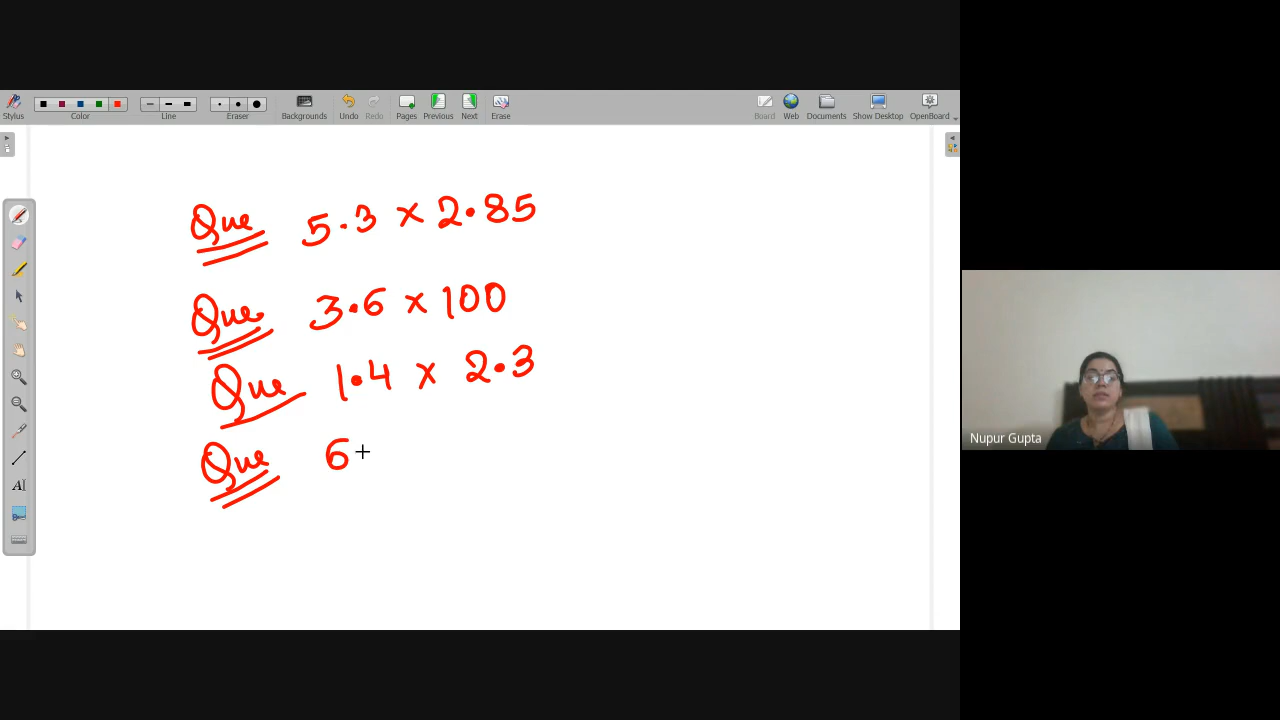 Stylus Color Line Eraser Backgrounds Undo Redo Pages Previous Next Erase Board Web Documents Show Desktop OpenBoard
Que 5.3 x 2.85
Que 3.6 x 100
Que 1.4 x 2.3
Que 6
Nupur Gupta